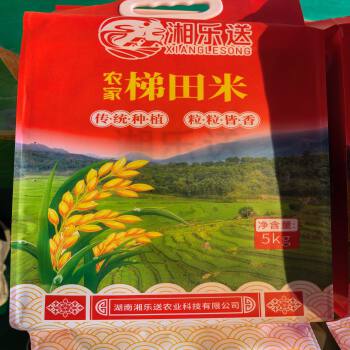 湘乐送
XIANGLESONG
农家梯田米
传·统·种·植 粒·粒·皆·香
净含量:
5kg
湖南湘乐送农业科技有限公司